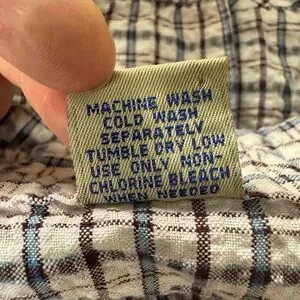 MACHINE WASH
COLD WASH
SEPARATELY
TUMBLE DRY LOW
USE ONLY NON-
CHLORINE BLEACH
WHEN NEEDED